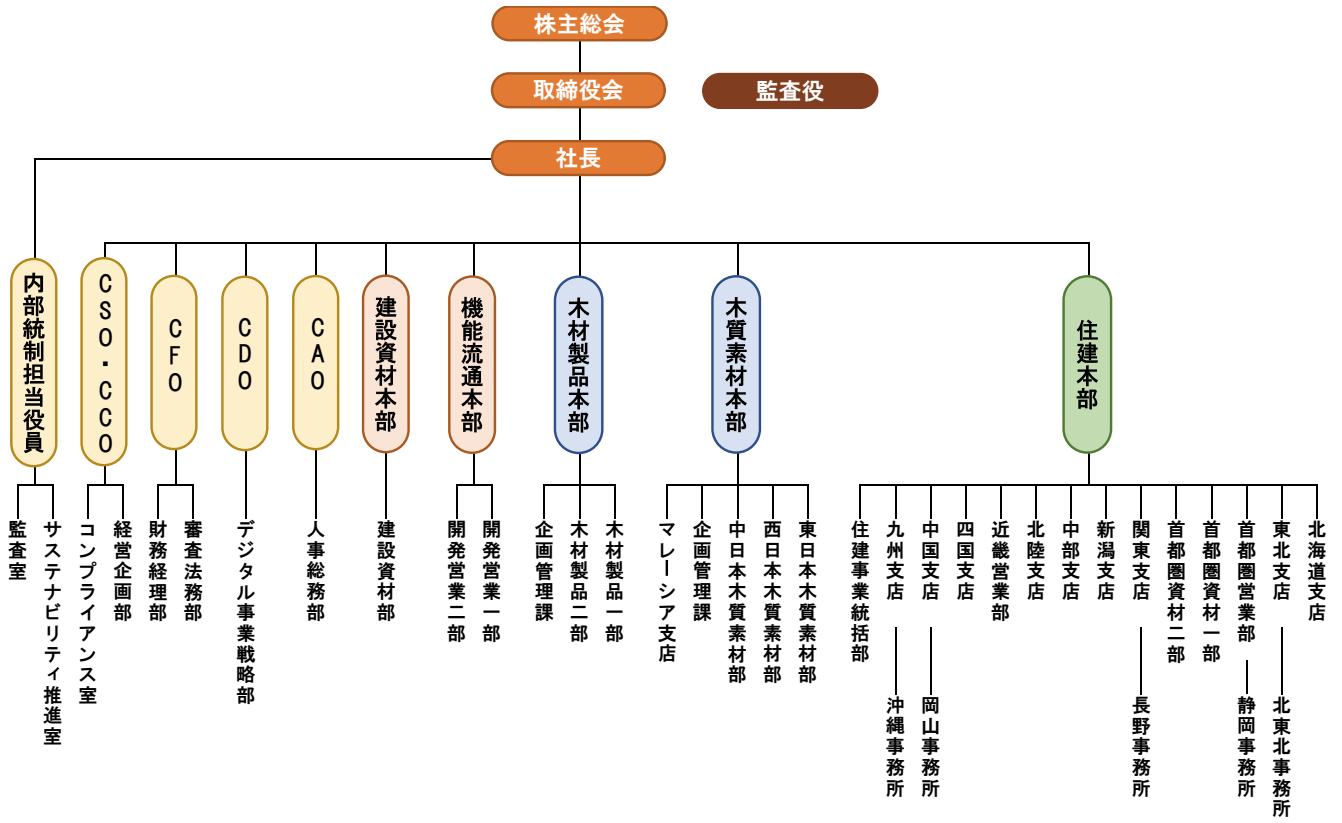 株主総会
取締役会
監査役
社長
内部統制担当役員
CSO・CCO
CFO
CDO
CAO
建設資材本部
機能流通本部
木材製品本部
木質素材本部
住建本部
監査室
サステナビリティ推進室
コンプライアンス室
経営企画部
財務経理部
審査法務部
デジタル事業戦略部
人事総務部
建設資材部
開発営業二部
開発営業一部
企画管理課
木材製品二部
木材製品一部
マレーシア支店
企画管理課
中日本木質素材部
西日本木質素材部
東日本木質素材部
住建事業統括部
九州支店
中国支店
四国支店
近畿営業部
北陸支店
中部支店
新潟支店
関東支店
首都圏資材二部
首都圏資材一部
首都圏営業部
東北支店
北海道支店
沖縄事務所
岡山事務所
長野事務所
静岡事務所
北東北事務所